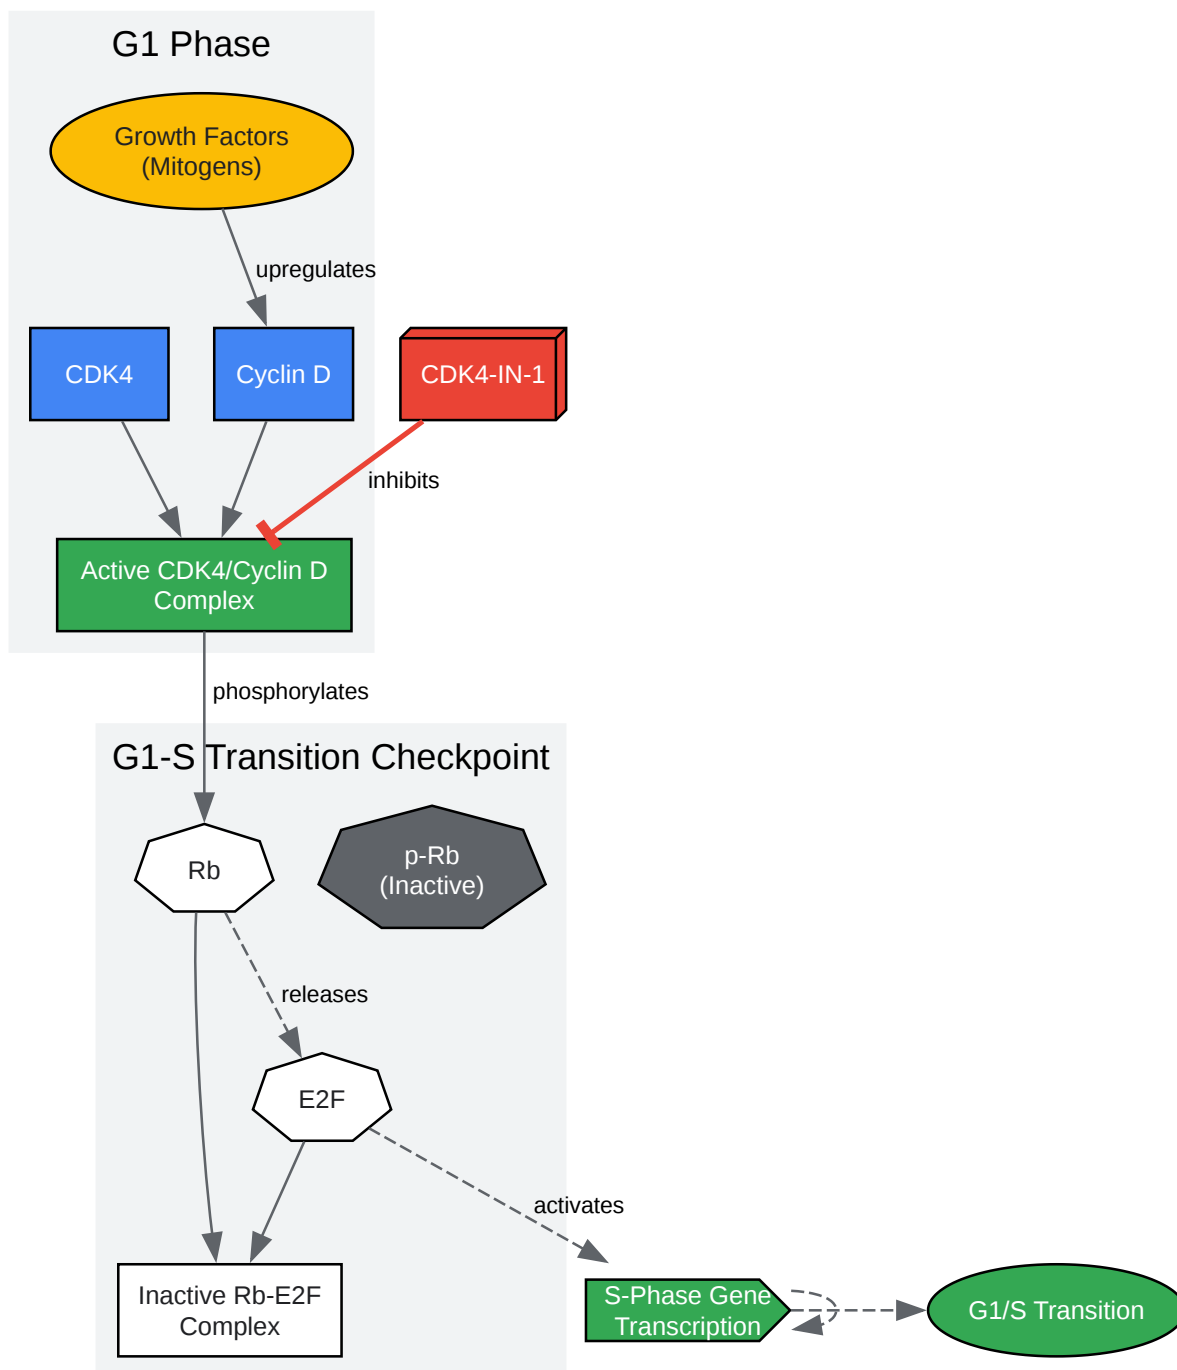 G1 Phase
Growth Factors
(Mitogens)
upregulates
CDK4
Cyclin D
CDK4-IN-1
inhibits
Active CDK4/Cyclin D
Complex
phosphorylates
G1-S Transition Checkpoint
Rb
p-Rb
(Inactive)
releases
E2F
activates
Inactive Rb-E2F
Complex
S-Phase Gene
Transcription
G1/S Transition